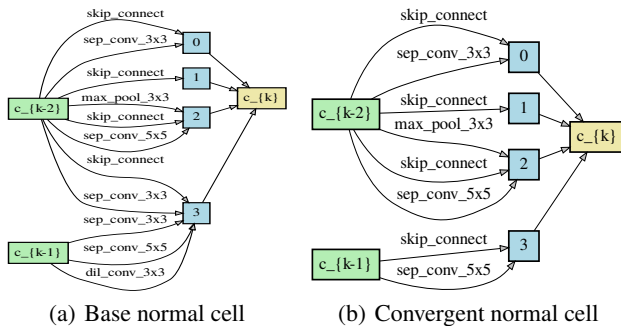 skip_connect
sep_conv_3x3
0
skip_connect
1
max_pool_3x3
c_{k-2}
c_{k}
skip_connect
2
sep_conv_5x5
skip_connect
sep_conv_3x3
sep_conv_3x3
3
c_{k-1}
sep_conv_5x5
dil_conv_3x3
(a) Base normal cell
skip_connect
sep_conv_3x3
0
skip_connect
1
c_{k-2}
max_pool_3x3
c_{k}
skip_connect
2
sep_conv_5x5
skip_connect
3
c_{k-1}
sep_conv_5x5
(b) Convergent normal cell